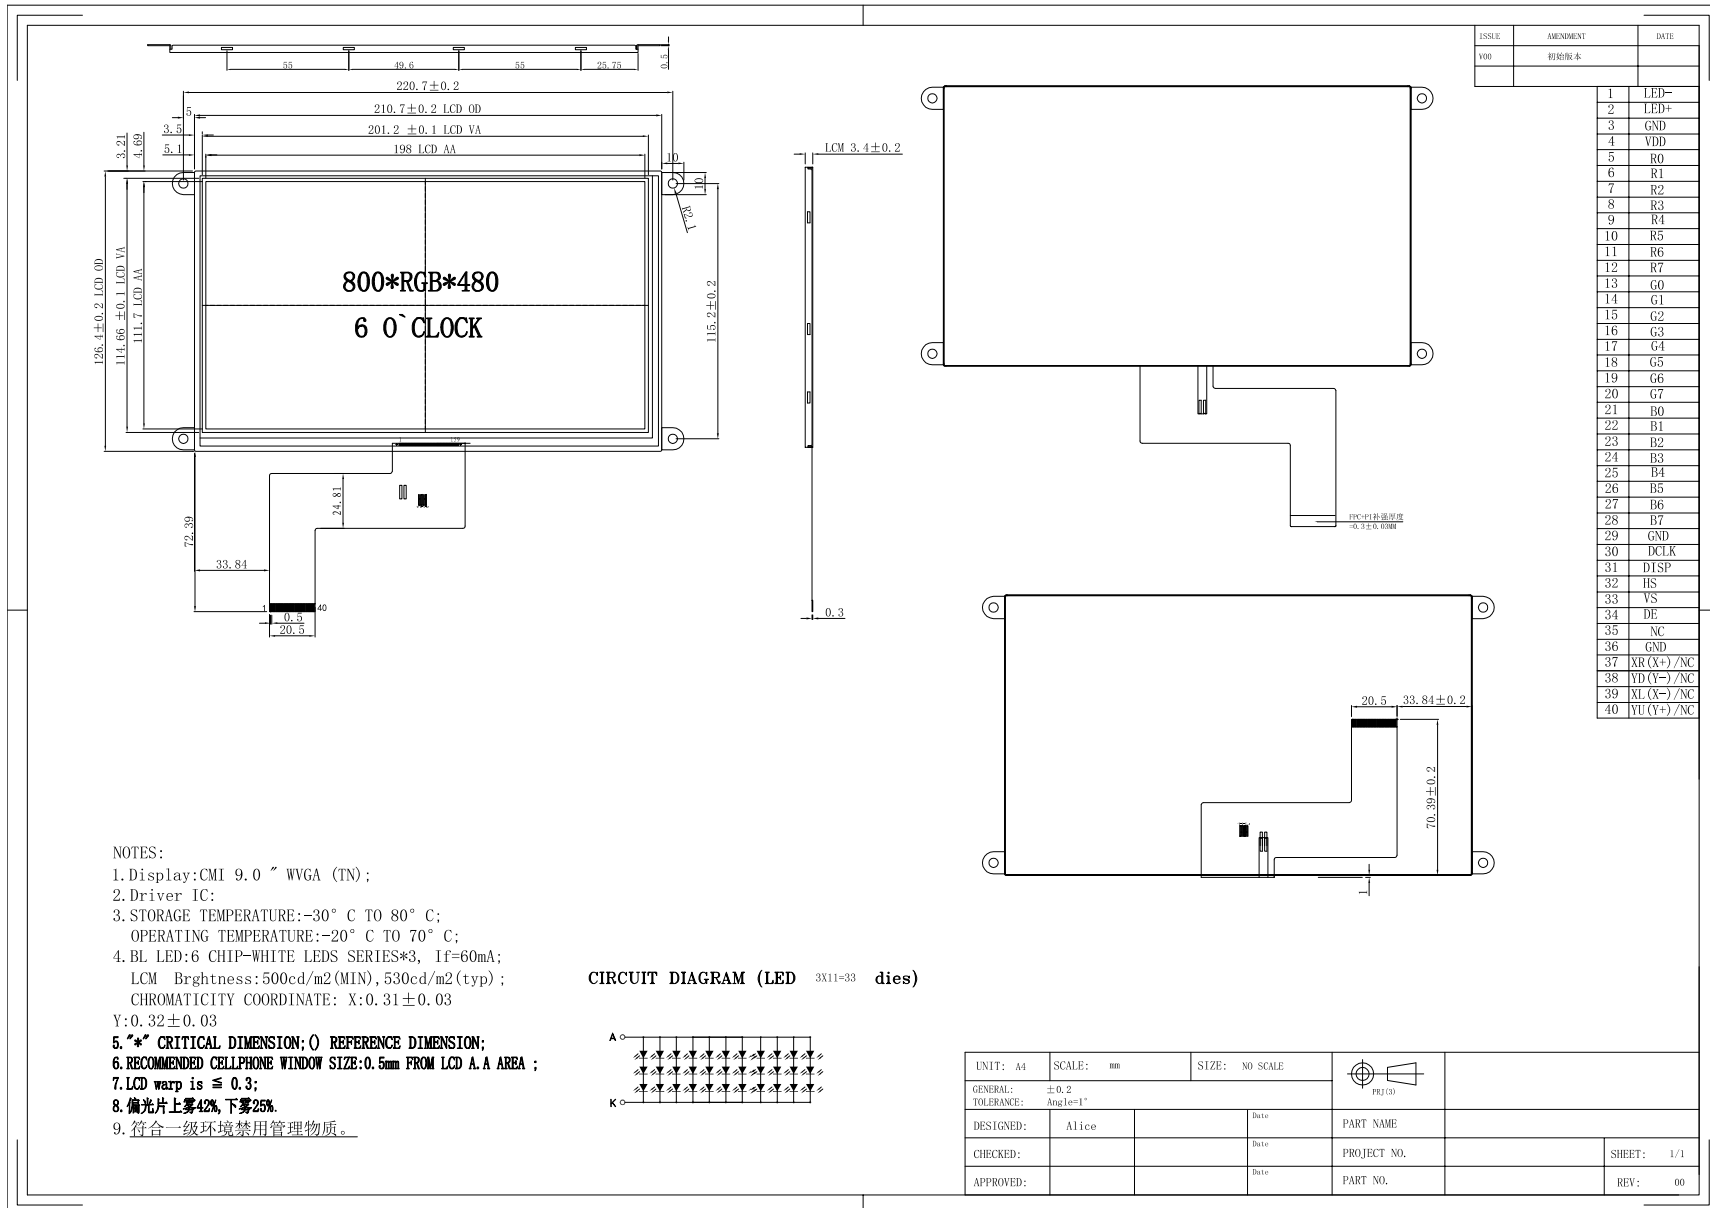 55
49.6
55
25.75
0.5
220.7±0.2
5
210.7±0.2 LCD OD
3.5
201.2 ±0.1 LCD VA
5.1
198 LCD AA
3.21
4.69
10
10
R2.1
126.4±0.2 LCD OD
114.66 ±0.1 LCD VA
111.7 LCD AA
115.2±0.2
800*RGB*480
6 O`CLOCK
72.39
24.81
33.84
1
40
0.5
20.5
LCM 3.4±0.2
0.3
FPC+PI补强厚度
=0.3±0.03MM
20.5
33.84±0.2
70.39±0.2
1
ISSUE AMENDMENT DATE
V00 初始版本
1 LED-
2 LED+
3 GND
4 VDD
5 R0
6 R1
7 R2
8 R3
9 R4
10 R5
11 R6
12 R7
13 G0
14 G1
15 G2
16 G3
17 G4
18 G5
19 G6
20 G7
21 B0
22 B1
23 B2
24 B3
25 B4
26 B5
27 B6
28 B7
29 GND
30 DCLK
31 DISP
32 HS
33 VS
34 DE
35 NC
36 GND
37 XR(X+)/NC
38 YD(Y-)/NC
39 XL(X-)/NC
40 YU(Y+)/NC
NOTES:
1.Display:CMI 9.0 ″ WVGA (TN);
2.Driver IC:
3.STORAGE TEMPERATURE:-30° C TO 80° C;
OPERATING TEMPERATURE:-20° C TO 70° C;
4.BL LED:6 CHIP-WHITE LEDS SERIES*3, If=60mA;
LCM Brghtness:500cd/m2(MIN),530cd/m2(typ);
CHROMATICITY COORDINATE: X:0.31±0.03
Y:0.32±0.03
5."*" CRITICAL DIMENSION;() REFERENCE DIMENSION;
6.RECOMMENDED CELLPHONE WINDOW SIZE:0.5mm FROM LCD A.A AREA ;
7.LCD warp is ≦ 0.3;
8.偏光片上雾42%,下雾25%.
9.符合一级环境禁用管理物质。
CIRCUIT DIAGRAM (LED 3X11=33 dies)
A
K
UNIT: A4 SCALE: mm SIZE: NO SCALE
PRJ(3)
GENERAL: ±0.2
TOLERANCE: Angle=1°
DESIGNED: Alice Date PART NAME
CHECKED: Date PROJECT NO. SHEET: 1/1
APPROVED: Date PART NO. REV: 00